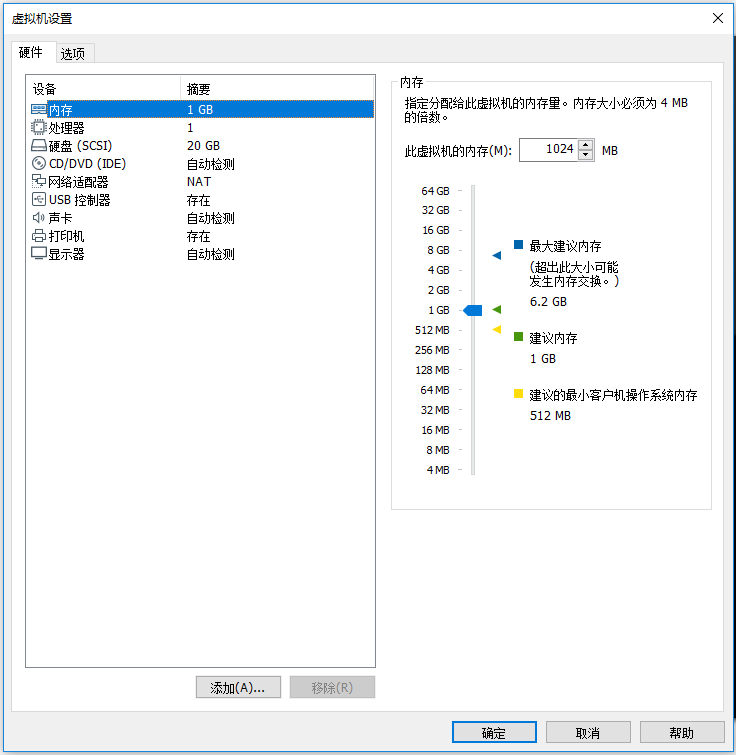 虚拟机设置
硬件 选项
设备 摘要
内存 1 GB
处理器 1
硬盘 (SCSI) 20 GB
CD/DVD (IDE) 自动检测
网络适配器 NAT
USB 控制器 存在
声卡 自动检测
打印机 存在
显示器 自动检测
添加(A)... 移除(R)
内存
指定分配给此虚拟机的内存量。内存大小必须为 4 MB
的倍数。
此虚拟机的内存(M): 1024 MB
64 GB
32 GB
16 GB
8 GB
4 GB
2 GB
1 GB
512 MB
256 MB
128 MB
64 MB
32 MB
16 MB
8 MB
4 MB
最大建议内存
(超出此大小可能
发生内存交换。)
6.2 GB
建议内存
1 GB
建议的最小客户机操作系统内存
512 MB
确定 取消 帮助